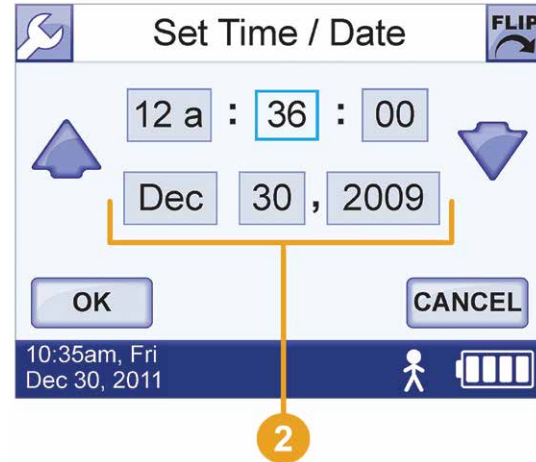 Set Time / Date
FLIP
12 a : 36 : 00
Dec 30 , 2009
OK
CANCEL
10:35am, Fri
Dec 30, 2011
2